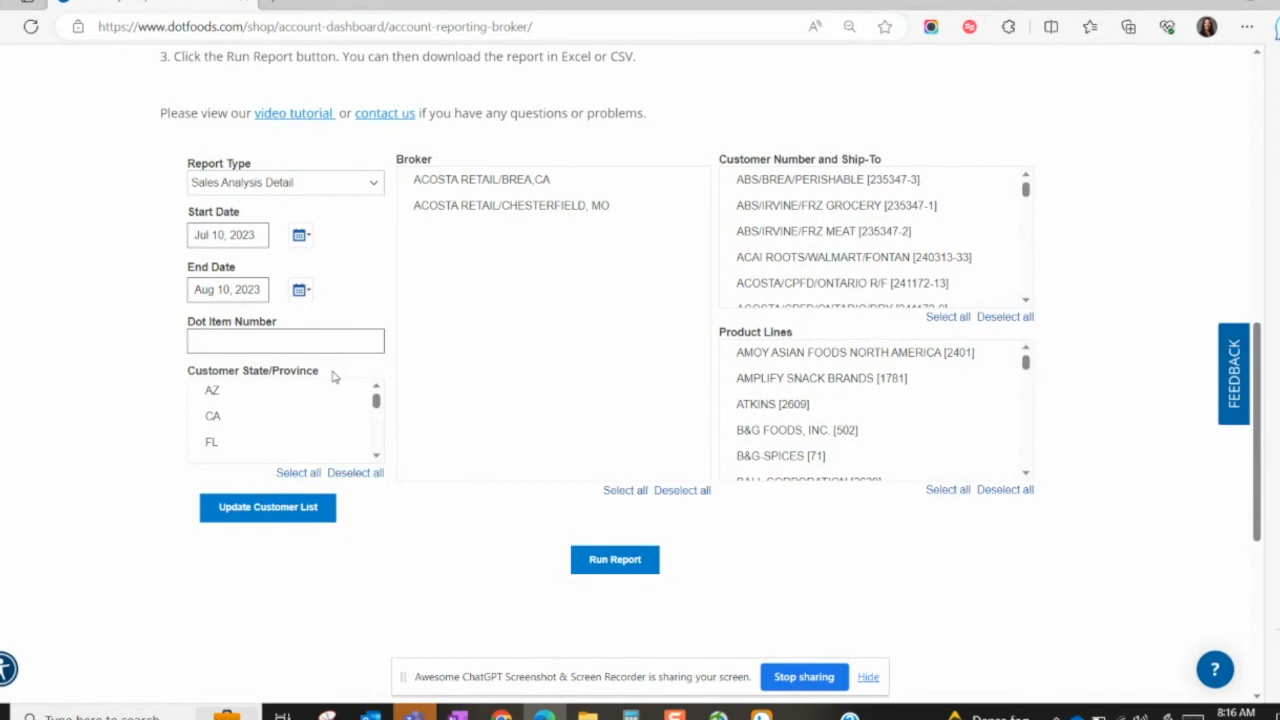 https://www.dotfoods.com/shop/account-dashboard/account-reporting-broker/
3. Click the Run Report button. You can then download the report in Excel or CSV.
Please view our video tutorial or contact us if you have any questions or problems.
Report Type
Sales Analysis Detail
Start Date
Jul 10, 2023
End Date
Aug 10, 2023
Dot Item Number
Customer State/Province
AZ
CA
FL
Select all Deselect all
Update Customer List
Broker
ACOSTA RETAIL/BREA,CA
ACOSTA RETAIL/CHESTERFIELD, MO
Select all Deselect all
Customer Number and Ship-To
ABS/BREA/PERISHABLE [235347-3]
ABS/IRVINE/FRZ GROCERY [235347-1]
ABS/IRVINE/FRZ MEAT [235347-2]
ACAI ROOTS/WALMART/FONTAN [240313-33]
ACOSTA/CPFD/ONTARIO R/F [241172-13]
Select all Deselect all
Product Lines
AMOY ASIAN FOODS NORTH AMERICA [2401]
AMPLIFY SNACK BRANDS [1781]
ATKINS [2609]
B&G FOODS, INC. [502]
B&G-SPICES [71]
Select all Deselect all
Run Report
FEEDBACK
?
Awesome ChatGPT Screenshot & Screen Recorder is sharing your screen.
Stop sharing
Hide
Type here to search
8:16 AM